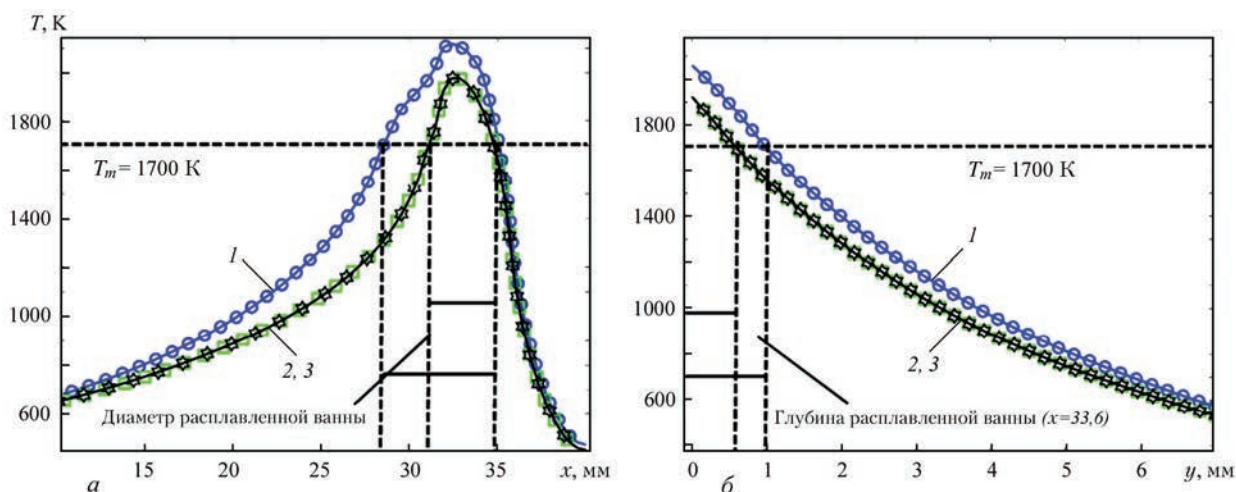 T, К
1800
1400
1000
600
T_m = 1700 К
1
2, 3
Диаметр расплавленной ванны
15 20 25 30 35 x, мм
а
1800
1400
1000
600
T_m = 1700 К
1
2, 3
Глубина расплавленной ванны (x=33,6)
0 1 2 3 4 5 6 y, мм
б